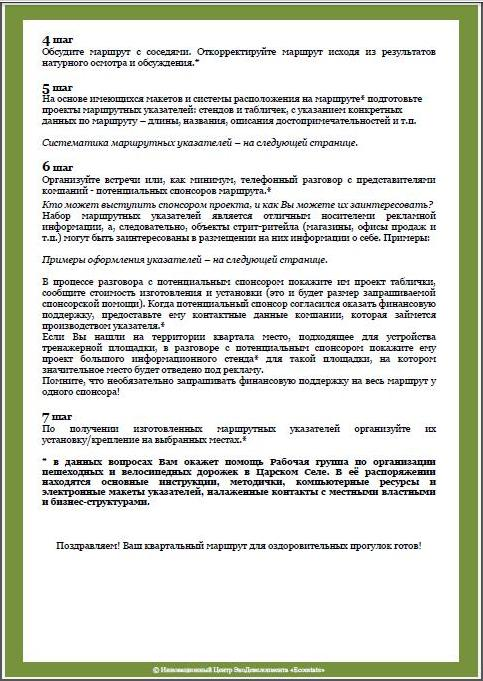 4 шаг
Обсудите маршрут с соседями. Откорректируйте маршрут исходя из результатов
натурного осмотра и обсуждения.*
5 шаг
На основе имеющихся макетов и системы расположения на маршруте* подготовьте
проекты маршрутных указателей: стендов и табличек, с указанием конкретных
данных по маршруту – длины, названия, описания достопримечательностей и т.п.
Систематика маршрутных указателей – на следующей странице.
6 шаг
Организуйте встречи или, как минимум, телефонный разговор с представителями
компаний - потенциальных спонсоров маршрута.*
Кто может выступить спонсором проекта, и как Вы можете их заинтересовать?
Набор маршрутных указателей является отличным носителями рекламной
информации, а, следовательно, объекты стрит-ритейла (магазины, офисы продаж и
т.п.) могут быть заинтересованы в размещении на них информации о себе. Примеры:
Примеры оформления указателей – на следующей странице.
В процессе разговора с потенциальным спонсором покажите им проект таблички,
сообщите стоимость изготовления и установки (это и будет размер запрашиваемой
спонсорской помощи). Когда потенциальный спонсор согласился оказать финансовую
поддержку, предоставьте ему контактные данные компании, которая займется
производством указателя.*
Если Вы нашли на территории квартала место, подходящее для устройства
тренажерной площадки, в разговоре с потенциальным спонсором покажите ему
проект большого информационного стенда* для такой площадки, на котором
значительное место будет отведено под рекламу.
Помните, что необязательно запрашивать финансовую поддержку на весь маршрут у
одного спонсора!
7 шаг
По получении изготовленных маршрутных указателей организуйте их
установку/крепление на выбранных местах.*
* в данных вопросах Вам окажет помощь Рабочая группа по организации
пешеходных и велосипедных дорожек в Царском Селе. В её распоряжении
находятся основные инструкции, методички, компьютерные ресурсы и
электронные макеты указателей, налаженные контакты с местными властными
и бизнес-структурами.
Поздравляем! Ваш квартальный маршрут для оздоровительных прогулок готов!
© Инновационный Центр ЭкоДевелопмента «Ecoestate»